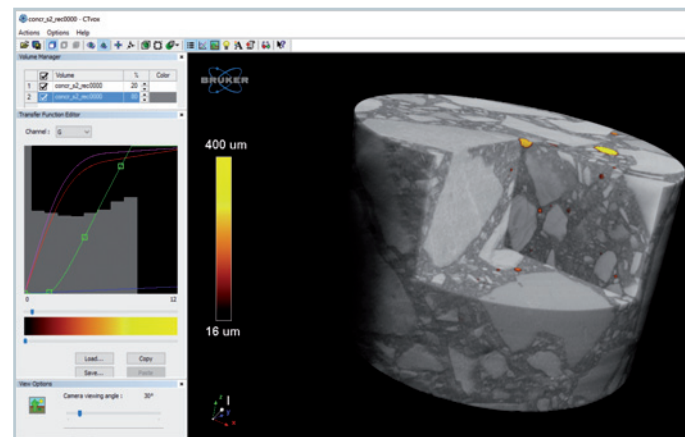 concr_s2_rec0000 - CTvox
Actions Options Help
Volume Manager
Volume % Color
1 concr_s2_rec0000 20
2 concr_s2_rec0000
Transfer Function Editor
Channel : G
0 12
Load... Copy
Save... Paste
View Options
Camera viewing angle : 30°
BRUKER
400 um
16 um
z
y
x